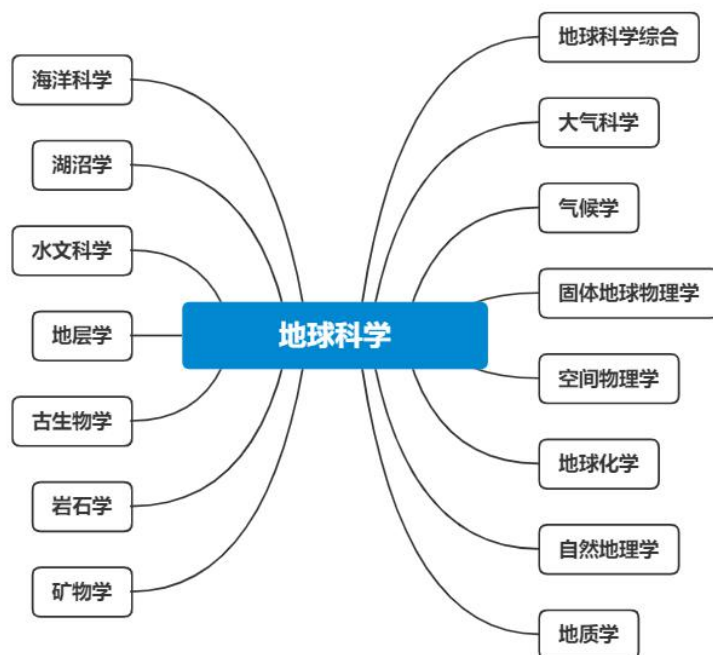 地球科学
地球科学综合
大气科学
气候学
固体地球物理学
空间物理学
地球化学
自然地理学
地质学
海洋科学
湖沼学
水文科学
地层学
古生物学
岩石学
矿物学